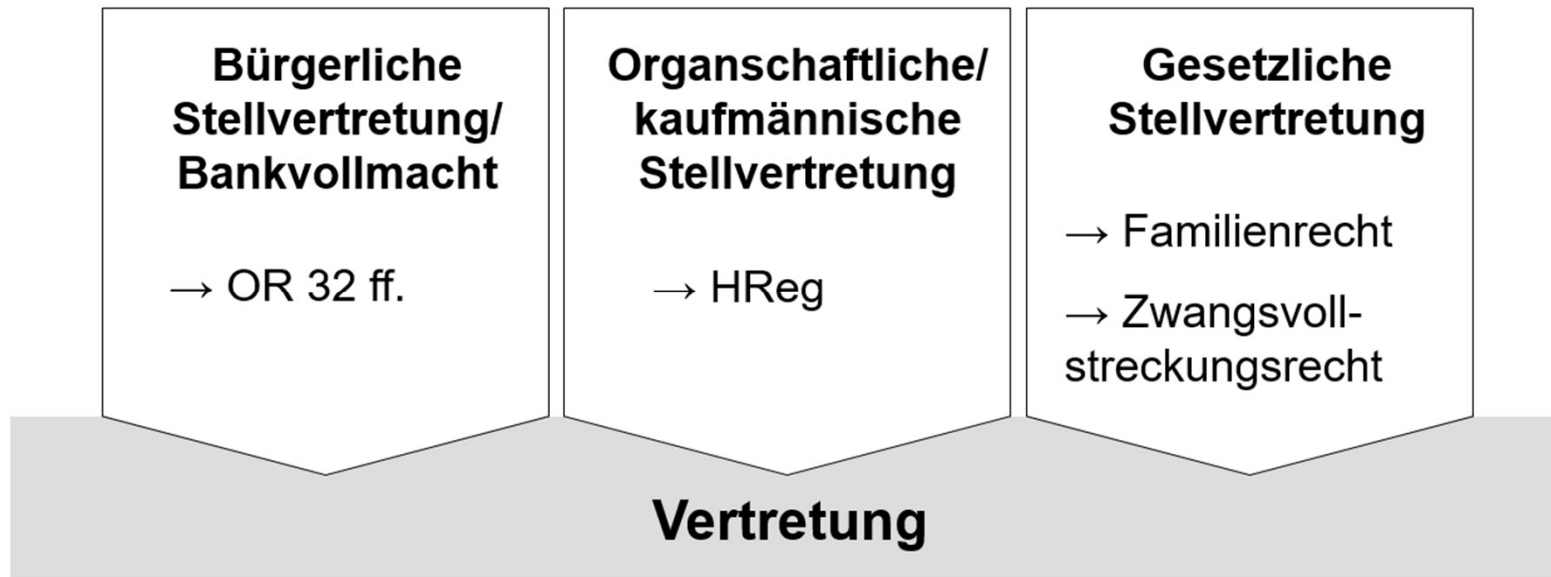 Bürgerliche
Stellvertretung/
Bankvollmacht
→ OR 32 ff.
Organschaftliche/
kaufmännische
Stellvertretung
→ HReg
Gesetzliche
Stellvertretung
→ Familienrecht
→ Zwangsvoll-
streckungsrecht
Vertretung